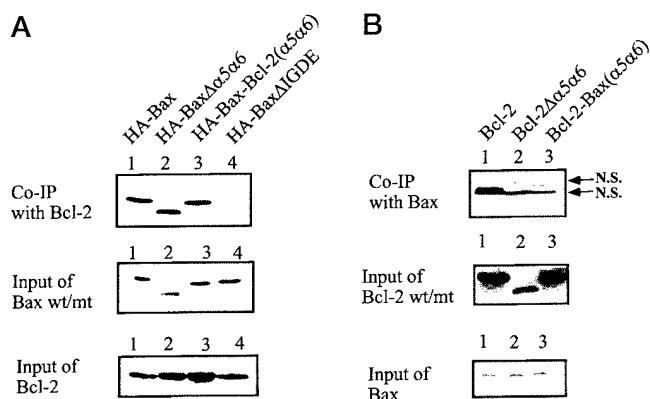 A
HA-Bax
HA-BaxΔα5α6
HA-Bax-Bcl-2(α5α6)
HA-BaxΔIGDE
1 2 3 4
Co-IP
with Bcl-2
1 2 3 4
Input of
Bax wt/mt
1 2 3 4
Input of
Bcl-2
B
Bcl-2
Bcl-2Δα5α6
Bcl-2-Bax(α5α6)
1 2 3
Co-IP
with Bax
N.S.
N.S.
1 2 3
Input of
Bcl-2 wt/mt
1 2 3
Input of
Bax